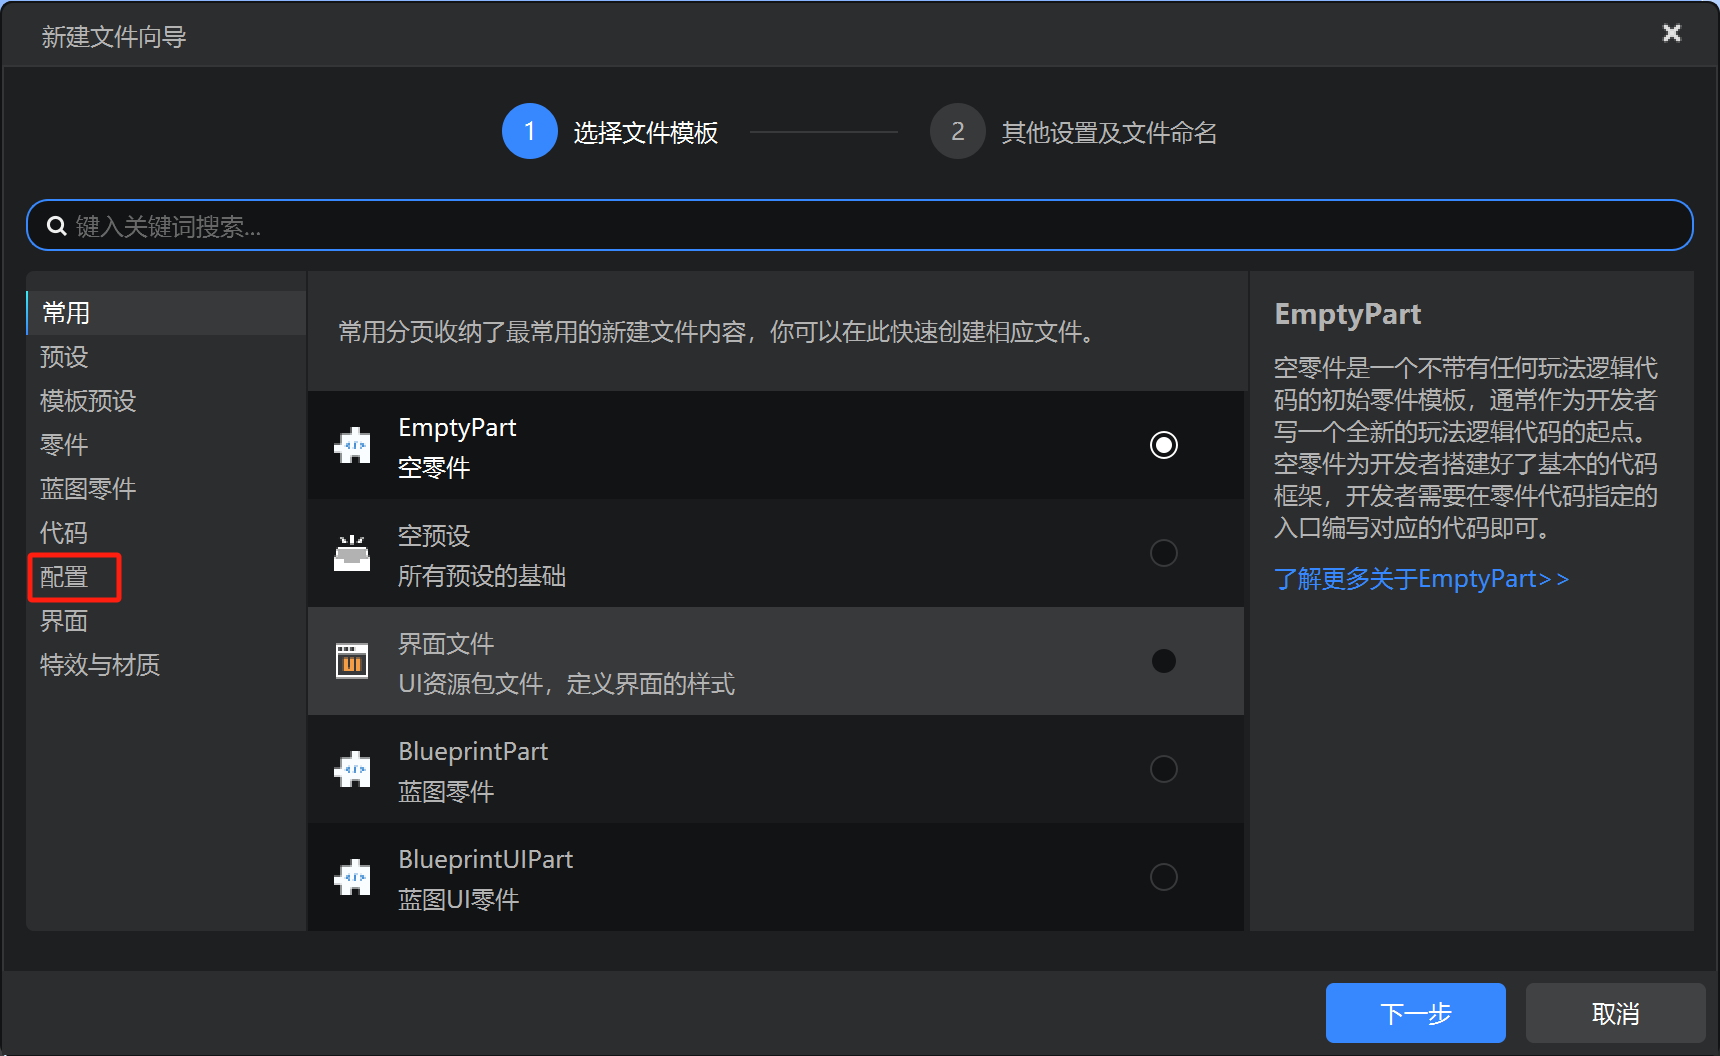 新建文件向导
1 选择文件模板
2 其他设置及文件命名
键入关键词搜索...
常用
预设
模板预设
零件
蓝图零件
代码
配置
界面
特效与材质
常用分页收纳了最常用的新建文件内容，你可以在此快速创建相应文件。
EmptyPart
空零件
空预设
所有预设的基础
界面文件
UI资源包文件，定义界面的样式
BlueprintPart
蓝图零件
BlueprintUIPart
蓝图UI零件
EmptyPart
空零件是一个不带有任何玩法逻辑代
码的初始零件模板，通常作为开发者
写一个全新的玩法逻辑代码的起点。
空零件为开发者搭建好了基本的代码
框架，开发者需要在零件代码指定的
入口编写对应的代码即可。
了解更多关于EmptyPart>>
下一步
取消